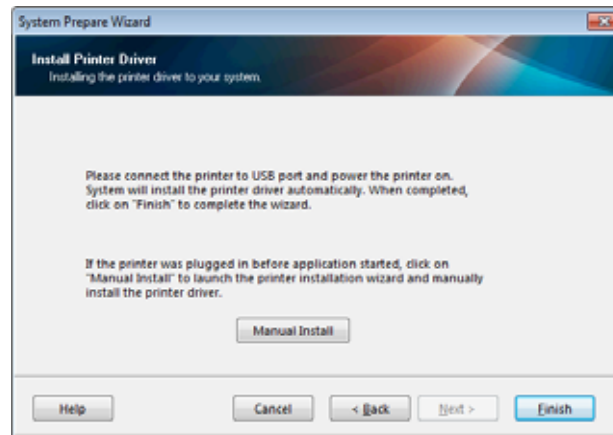 System Prepare Wizard
Install Printer Driver
Installing the printer driver to your system.
Please connect the printer to USB port and power the printer on.
System will install the printer driver automatically. When completed,
click on "Finish" to complete the wizard.
If the printer was plugged in before application started, click on
"Manual Install" to launch the printer installation wizard and manually
install the printer driver.
Manual Install
Help
Cancel
< Back
Next >
Finish